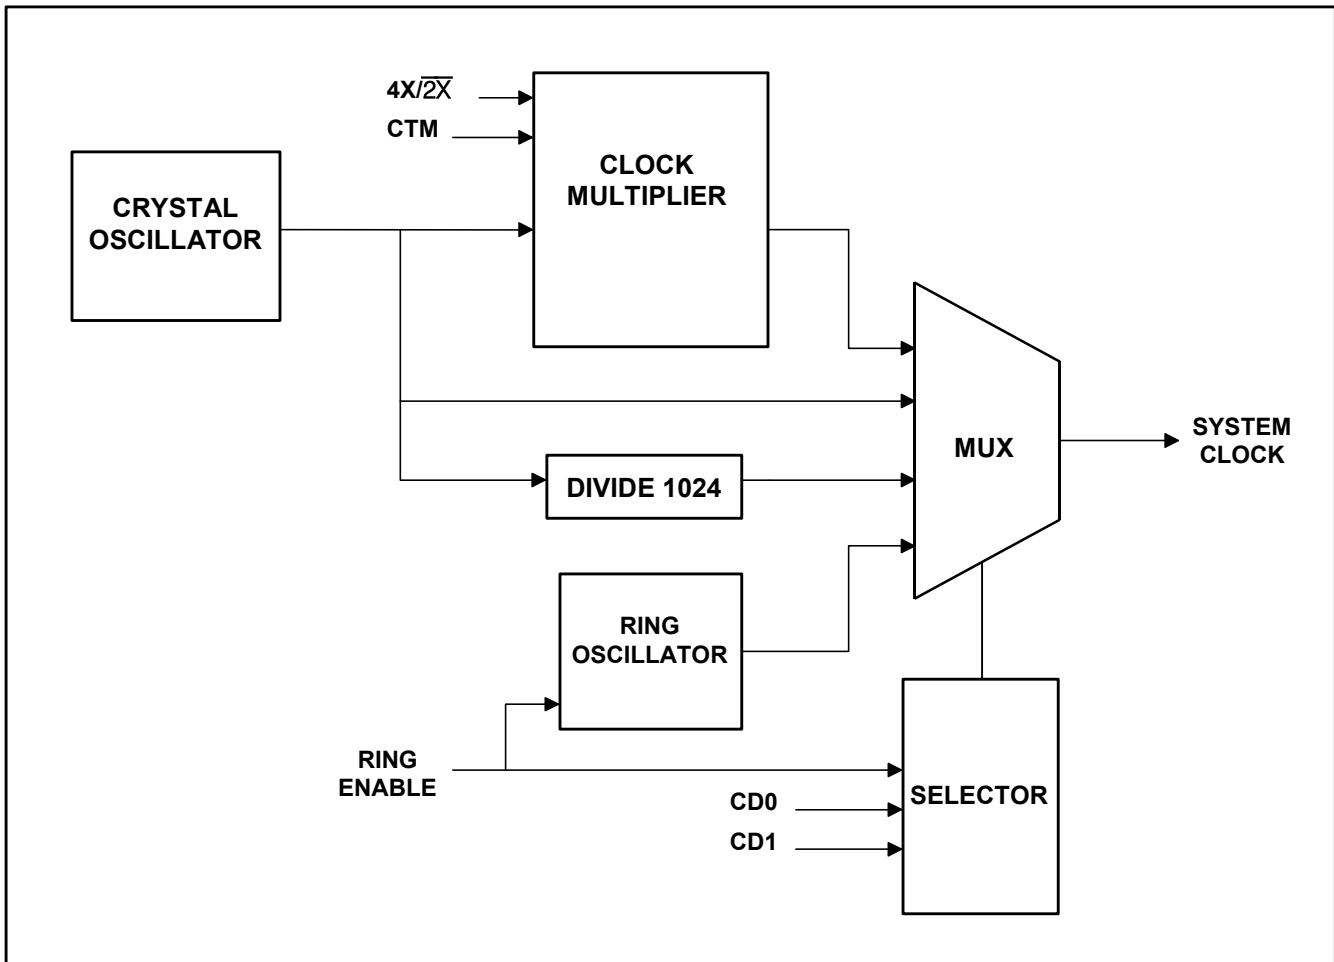 4X/2X̅
CTM
CLOCK
MULTIPLIER
CRYSTAL
OSCILLATOR
MUX
SYSTEM
CLOCK
DIVIDE 1024
RING
OSCILLATOR
RING
ENABLE
SELECTOR
CD0
CD1